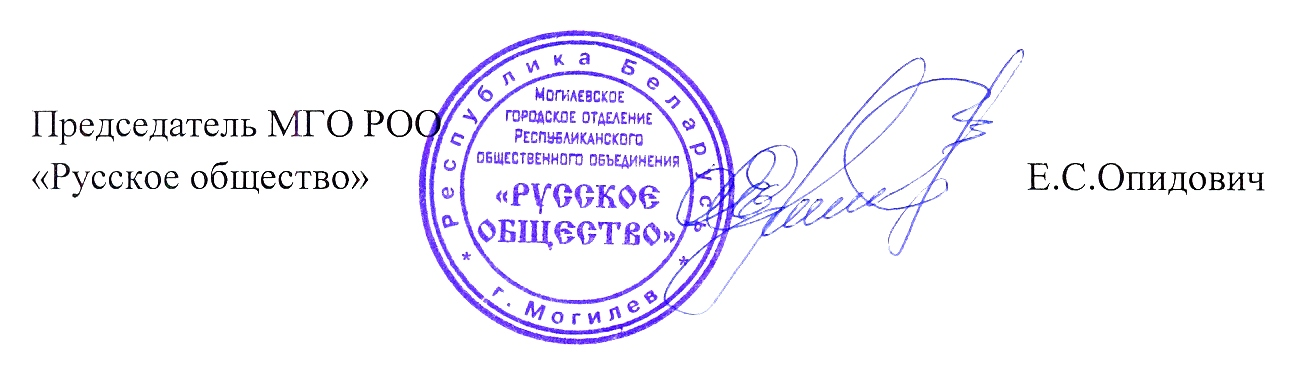 Председатель МГО РОО
«Русское общество»
Республика Беларусь
Могилевское
городское отделение
Республиканского
общественного объединения
«РУССКОЕ
ОБЩЕСТВО»
* г. Могилев *
Е.С.Опидович